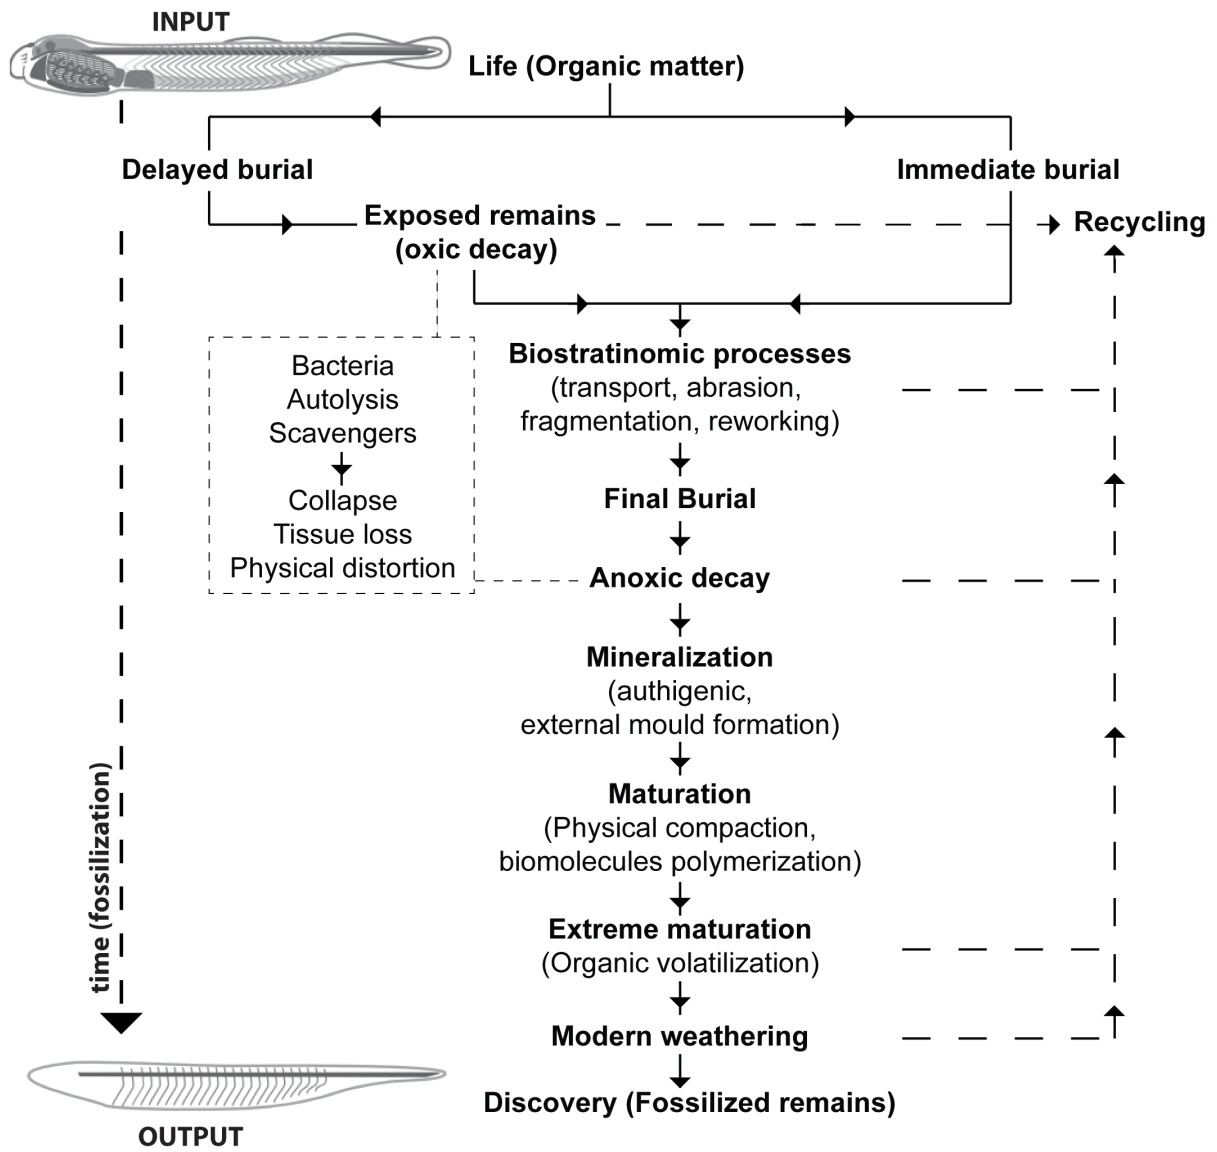 INPUT
Life (Organic matter)
Delayed burial
Immediate burial
Exposed remains
(oxic decay)
Recycling
Bacteria
Autolysis
Scavengers
Collapse
Tissue loss
Physical distortion
Biostratinomic processes
(transport, abrasion,
fragmentation, reworking)
Final Burial
Anoxic decay
Mineralization
(authigenic,
external mould formation)
Maturation
(Physical compaction,
biomolecules polymerization)
Extreme maturation
(Organic volatilization)
Modern weathering
Discovery (Fossilized remains)
time (fossilization)
OUTPUT